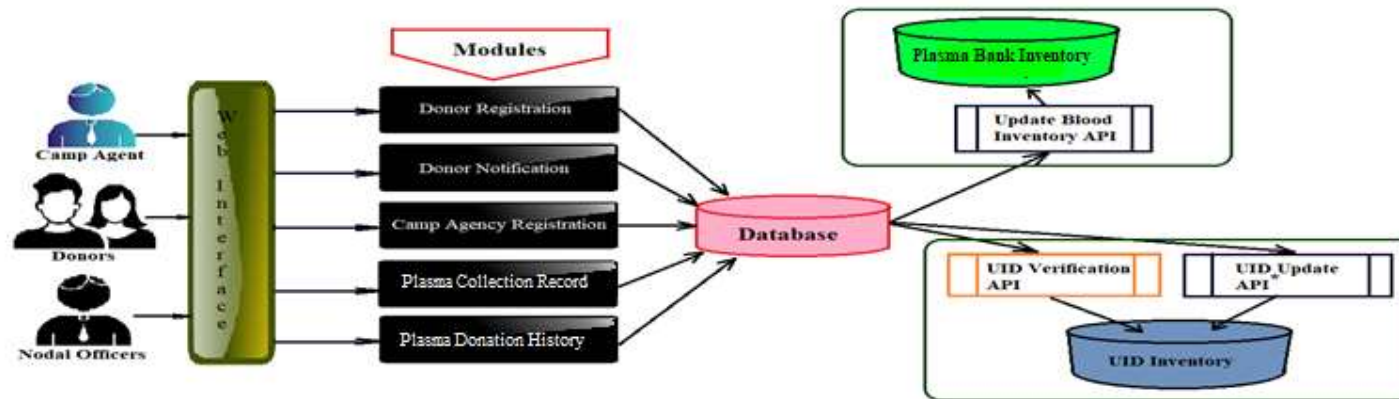 Modules
Camp Agent
Donors
Nodal Officers
Web Interface
Donor Registration
Donor Notification
Camp Agency Registration
Plasma Collection Record
Plasma Donation History
Database
Plasma Bank Inventory
Update Blood
Inventory API
UID Verification
API
UID Update
API*
UID Inventory